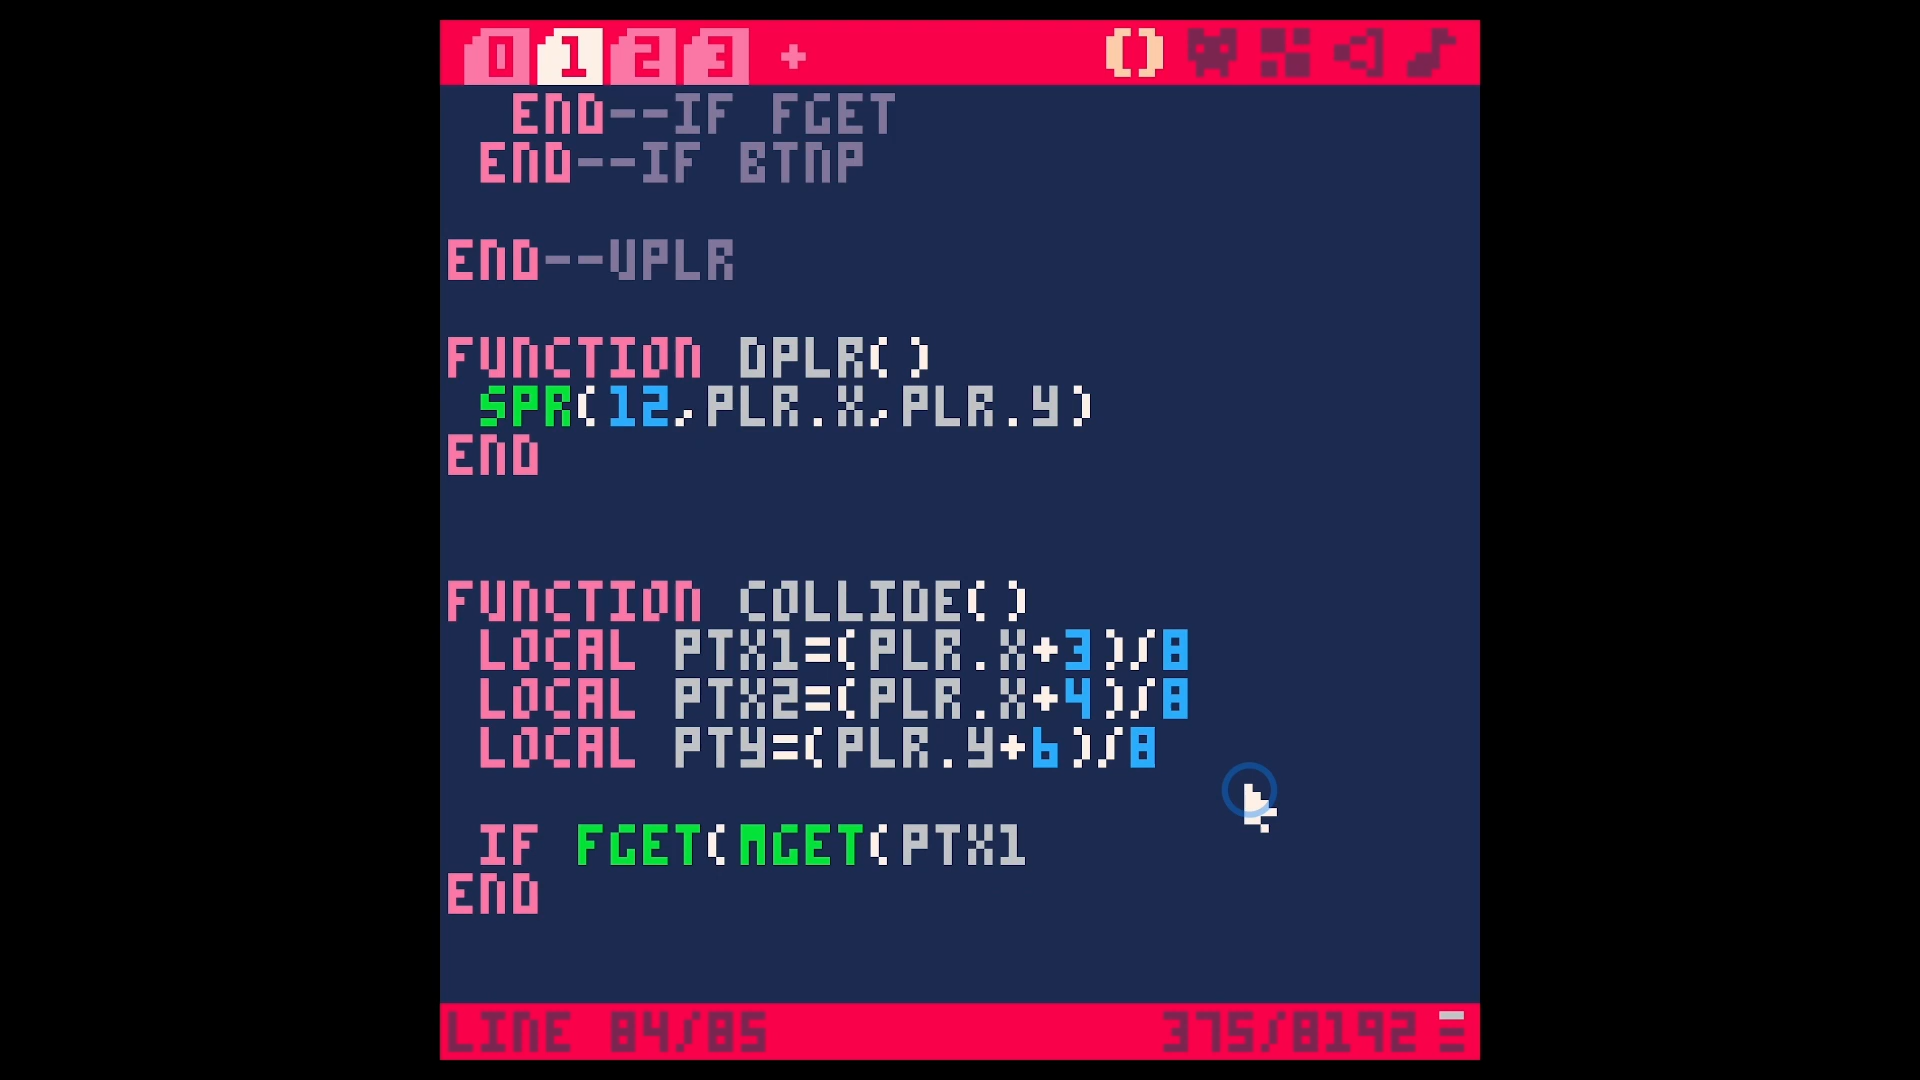 0 1 2 3 +
END--IF FGET
END--IF BTNP
END--UPLR
FUNCTION DPLR()
SPR(12,PLR.X,PLR.Y)
END
FUNCTION COLLIDE()
LOCAL PTX1=(PLR.X+3)/8
LOCAL PTX2=(PLR.X+4)/8
LOCAL PTY=(PLR.Y+6)/8
IF FGET(MGET(PTX1
END
LINE 84/85 375/8192